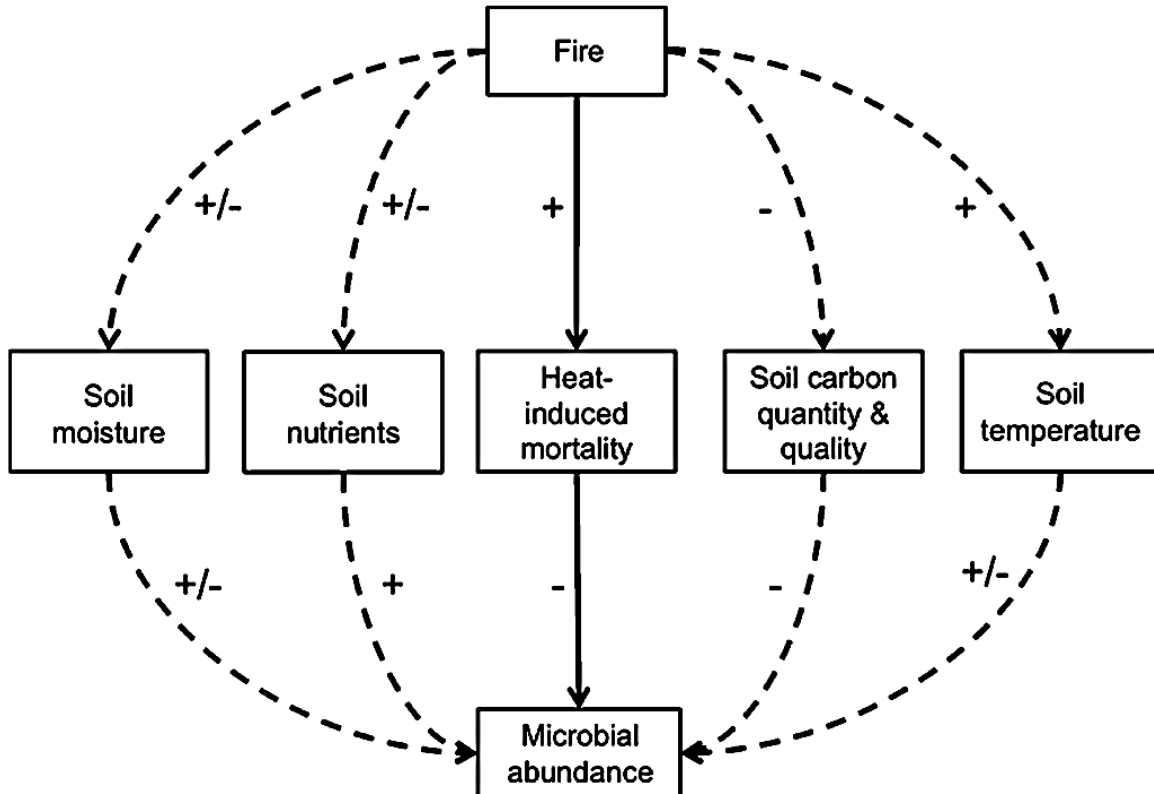 Fire
+/-
+/-
+
-
+
Soil
moisture
Soil
nutrients
Heat-
induced
mortality
Soil carbon
quantity &
quality
Soil
temperature
+/-
+
-
-
+/-
Microbial
abundance